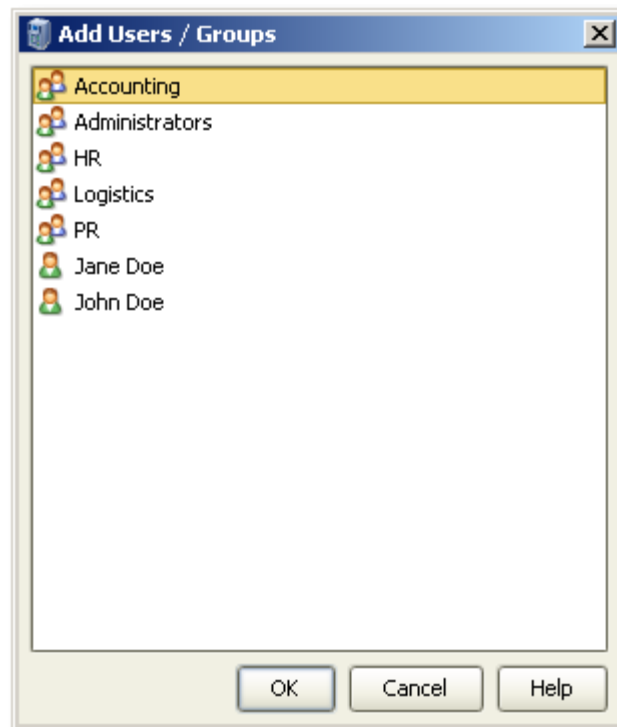 Add Users / Groups
Accounting
Administrators
HR
Logistics
PR
Jane Doe
John Doe
OK Cancel Help